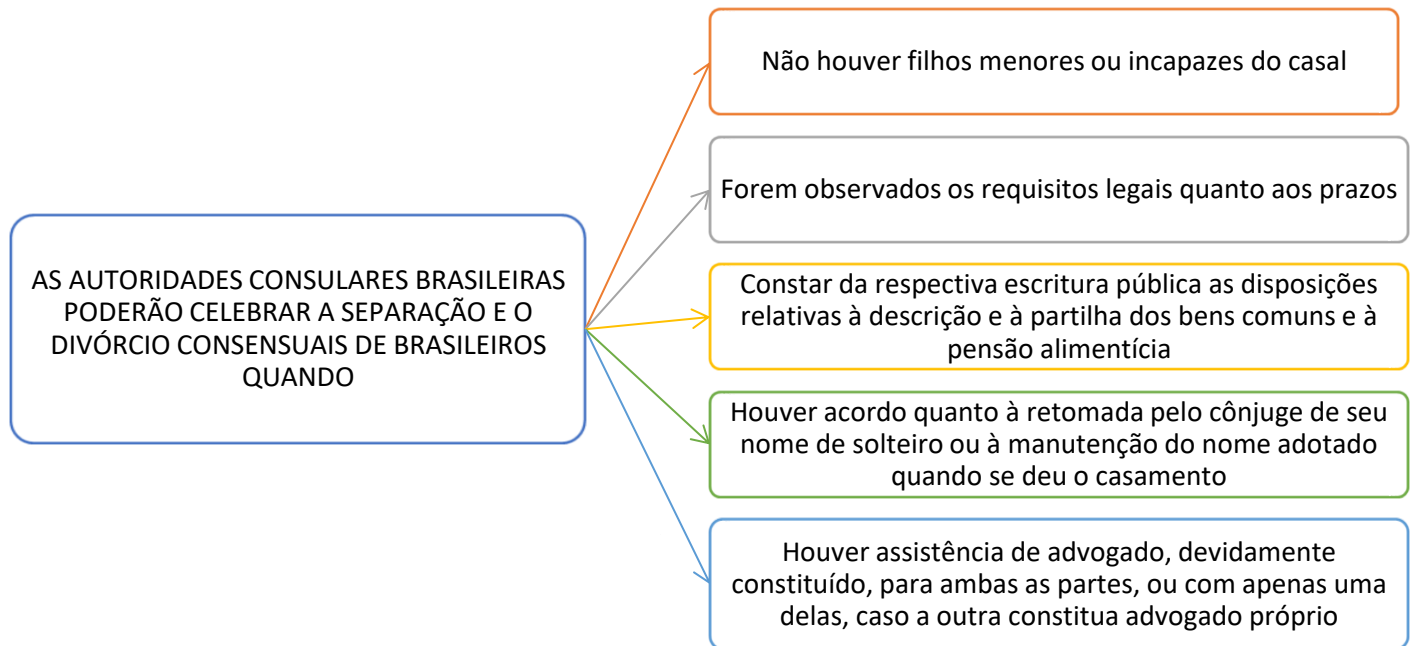 AS AUTORIDADES CONSULARES BRASILEIRAS
PODERÃO CELEBRAR A SEPARAÇÃO E O
DIVÓRCIO CONSENSUAIS DE BRASILEIROS
QUANDO
Não houver filhos menores ou incapazes do casal
Forem observados os requisitos legais quanto aos prazos
Constar da respectiva escritura pública as disposições
relativas à descrição e à partilha dos bens comuns e à
pensão alimentícia
Houver acordo quanto à retomada pelo cônjuge de seu
nome de solteiro ou à manutenção do nome adotado
quando se deu o casamento
Houver assistência de advogado, devidamente
constituído, para ambas as partes, ou com apenas uma
delas, caso a outra constitua advogado próprio